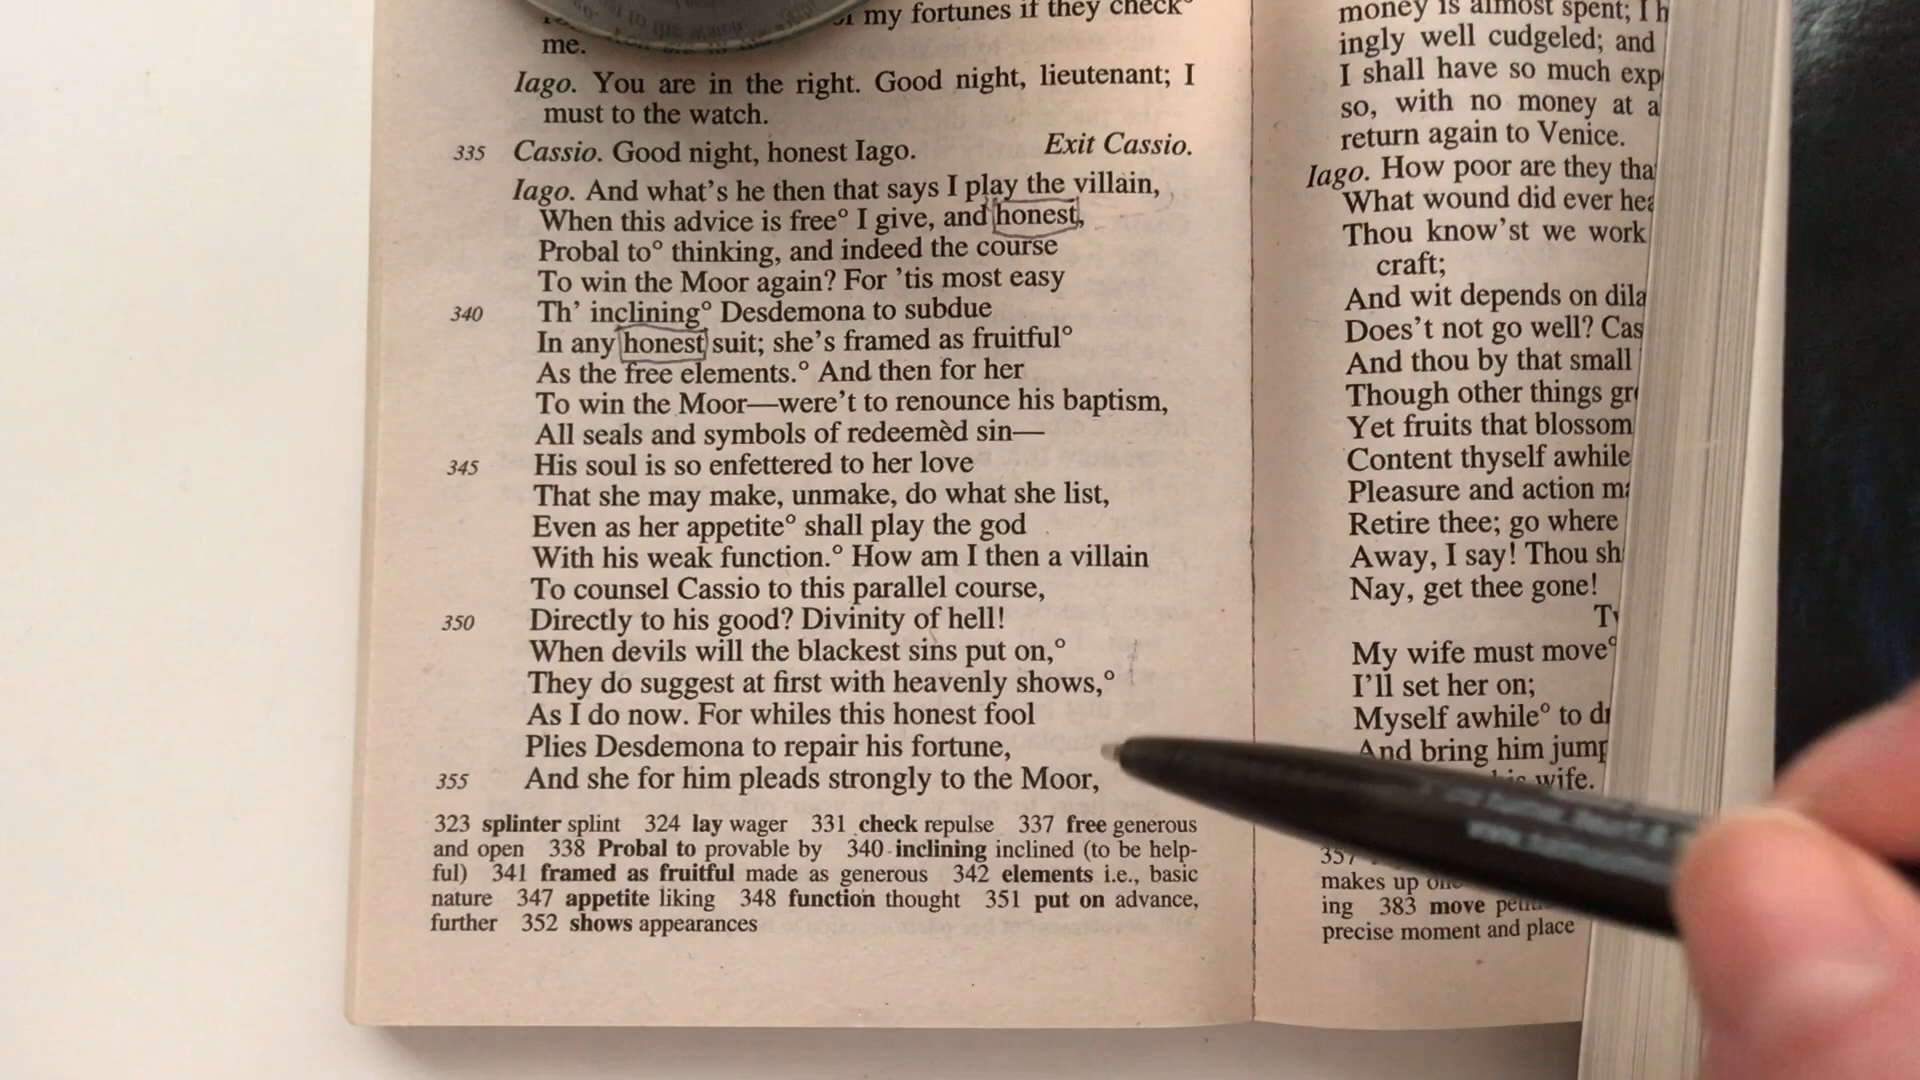 my fortunes if they check°
me.
Iago. You are in the right. Good night, lieutenant; I
must to the watch.
335 Cassio. Good night, honest Iago. Exit Cassio.
Iago. And what's he then that says I play the villain,
When this advice is free° I give, and honest,
Probal to° thinking, and indeed the course
To win the Moor again? For 'tis most easy
340 Th' inclining° Desdemona to subdue
In any honest suit; she's framed as fruitful°
As the free elements.° And then for her
To win the Moor—were't to renounce his baptism,
All seals and symbols of redeemèd sin—
345 His soul is so enfettered to her love
That she may make, unmake, do what she list,
Even as her appetite° shall play the god
With his weak function.° How am I then a villain
To counsel Cassio to this parallel course,
350 Directly to his good? Divinity of hell!
When devils will the blackest sins put on,°
They do suggest at first with heavenly shows,°
As I do now. For whiles this honest fool
Plies Desdemona to repair his fortune,
355 And she for him pleads strongly to the Moor,
323 splinter splint 324 lay wager 331 check repulse 337 free generous
and open 338 Probal to provable by 340 inclining inclined (to be help-
ful) 341 framed as fruitful made as generous 342 elements i.e., basic
nature 347 appetite liking 348 function thought 351 put on advance,
further 352 shows appearances
money is almost spent; I
ingly well cudgeled; and
I shall have so much
so, with no money at
return again to Venice.
Iago. How poor are they
What wound did ever
Thou know'st we work
craft;
And wit depends on
Does't not go well?
And thou by that small
Though other things
Yet fruits that blossom
Content thyself awhile
Pleasure and action
Retire thee; go where
Away, I say! Thou
Nay, get thee gone!
My wife must move°
I'll set her on;
Myself awhile° to
And bring him
wife.
357
makes up
ing 383 move
precise moment and place